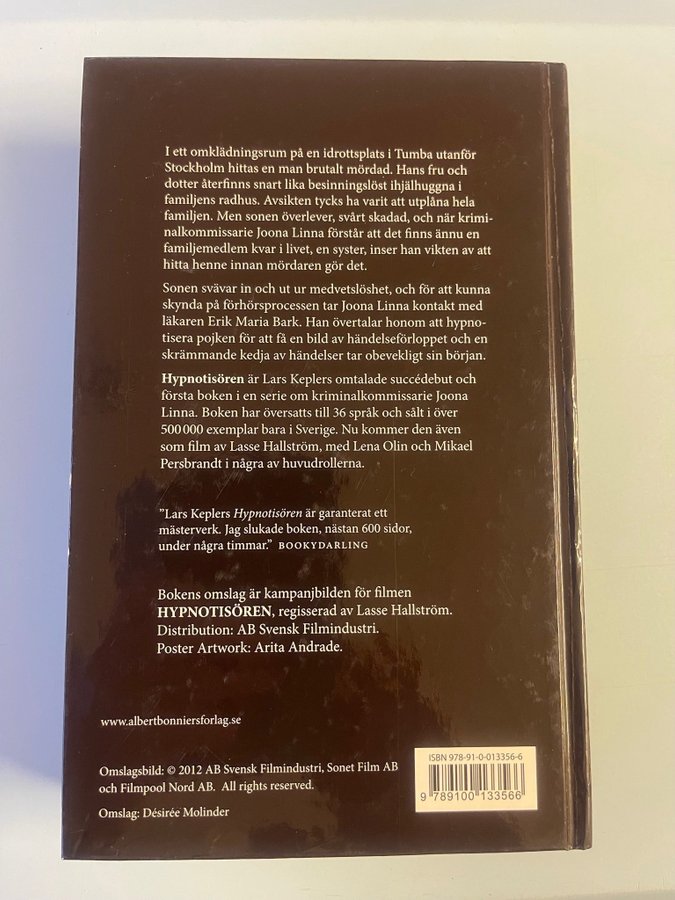 I ett omklädningsrum på en idrottsplats i Tumba utanför
Stockholm hittas en man brutalt mördad. Hans fru och
dotter återfinns snart lika besinningslöst ihjälhuggna i
familjens radhus. Avsikten tycks ha varit att utplåna hela
familjen. Men sonen överlever, svårt skadad, och när krimi-
nalkommissarie Joona Linna förstår att det finns ännu en
familjemedlem kvar i livet, en syster, inser han vikten av att
hitta henne innan mördaren gör det.
Sonen svävar in och ut ur medvetslöshet, och för att kunna
skynda på förhörsprocessen tar Joona Linna kontakt med
läkaren Erik Maria Bark. Han övertalar honom att hypno-
tisera pojken för att få en bild av händelseförloppet och en
skrämmande kedja av händelser tar obevekligt sin början.
Hypnotisören är Lars Keplers omtalade succédebut och
första boken i en serie om kriminalkommissarie Joona
Linna. Boken har översatts till 36 språk och sålt i över
500 000 exemplar bara i Sverige. Nu kommer den även
som film av Lasse Hallström, med Lena Olin och Mikael
Persbrandt i några av huvudrollerna.
”Lars Keplers Hypnotisören är garanterat ett
mästerverk. Jag slukade boken, nästan 600 sidor,
under några timmar.” BOOKYDARLING
Bokens omslag är kampanjbilden för filmen
HYPNOTISÖREN, regisserad av Lasse Hallström.
Distribution: AB Svensk Filmindustri.
Poster Artwork: Arita Andrade.
www.albertbonniersforlag.se
Omslagsbild: © 2012 AB Svensk Filmindustri, Sonet Film AB
och Filmpool Nord AB. All rights reserved.
Omslag: Désirée Molinder
ISBN 978-91-0-013356-6
9 789100 133566